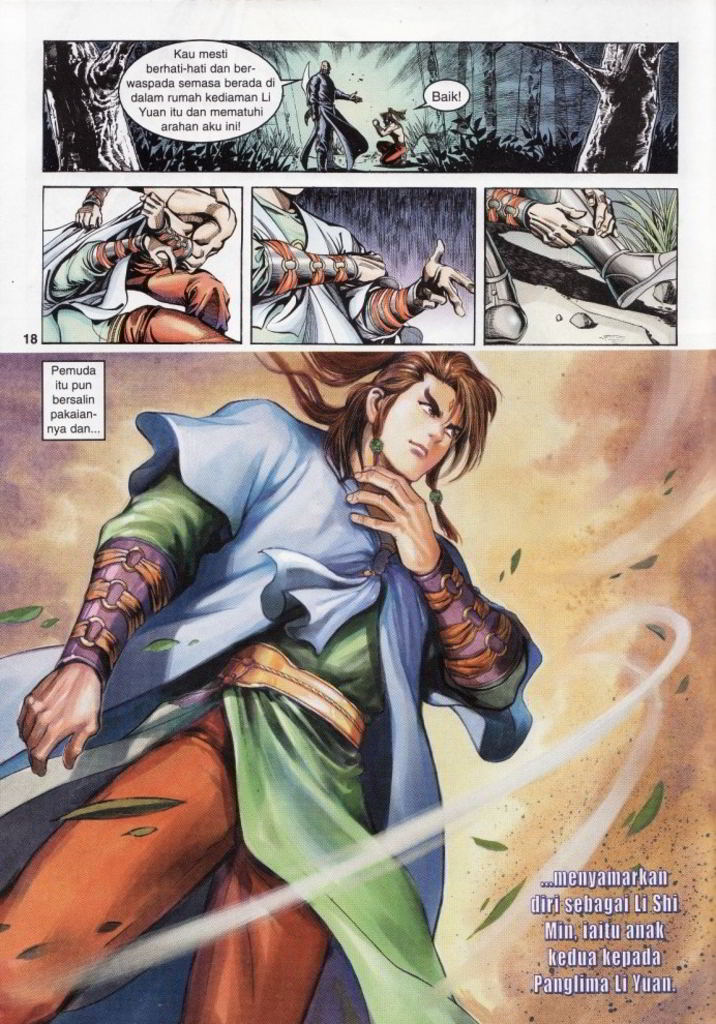 Kau mesti
berhati-hati dan ber-
waspada semasa berada di
dalam rumah kediaman Li
Yuan itu dan mematuhi
arahan aku ini!
Baik!
18
Pemuda
itu pun
bersalin
pakaian-
nya dan...
...menyamarkan
diri sebagai Li Shi
Min, iaitu anak
kedua kepada
Panglima Li Yuan.